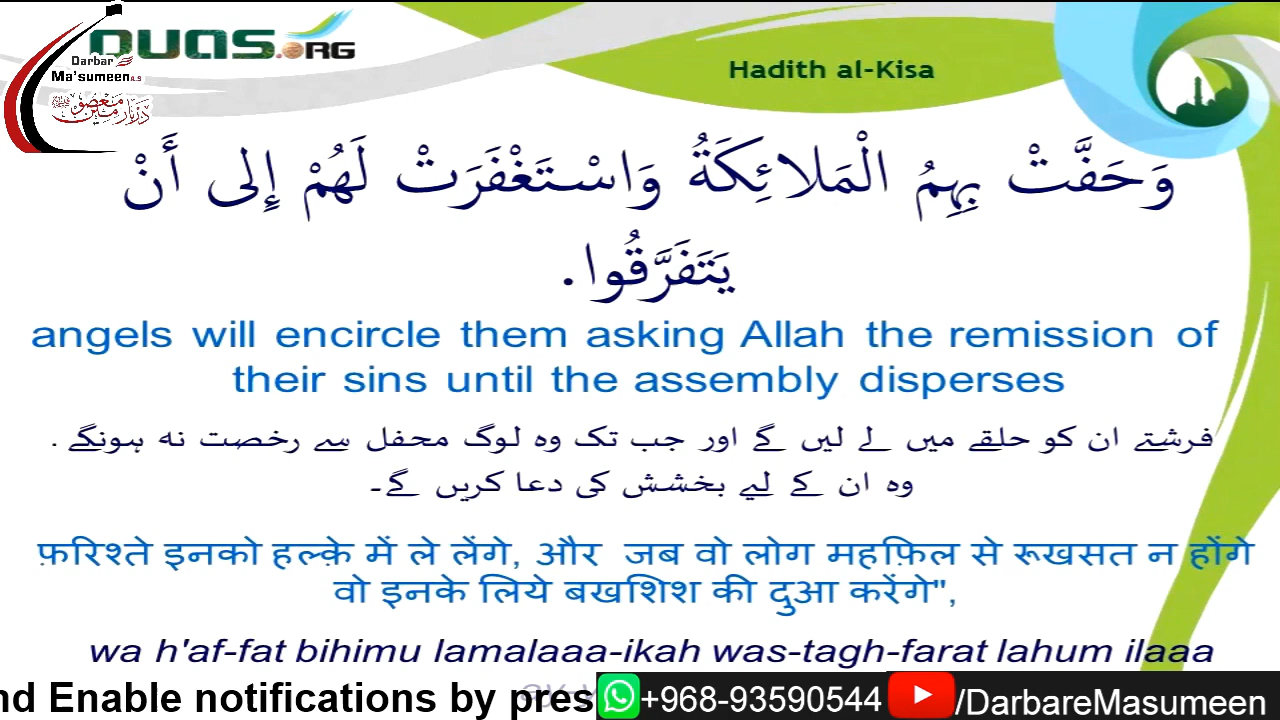 DUAS.ORG
Darbar
Ma'sumeen A.S
Hadith al-Kisa
وَحَفَّتْ بِهِمُ الْمَلائِكَةُ وَاسْتَغْفَرَتْ لَهُمْ إِلى أَنْ
يَتَفَرَّقُوا.
angels will encircle them asking Allah the remission of
their sins until the assembly disperses
فرشتے ان کو حلقے میں لے لیں گے اور جب تک وہ لوگ محفل سے رخصت نہ ہونگے .
وہ ان کے لیے بخشش کی دعا کریں گے۔
फ़रिश्ते इनको हल्क़े में ले लेंगे, और जब वो लोग महफ़िल से रूखसत न होंगे
वो इनके लिये बखशिश की दुआ करेंगे",
wa h'af-fat bihimu lamalaaa-ikah was-tagh-farat lahum ilaaa
nd Enable notifications by pres
+968-93590544
/DarbareMasumeen